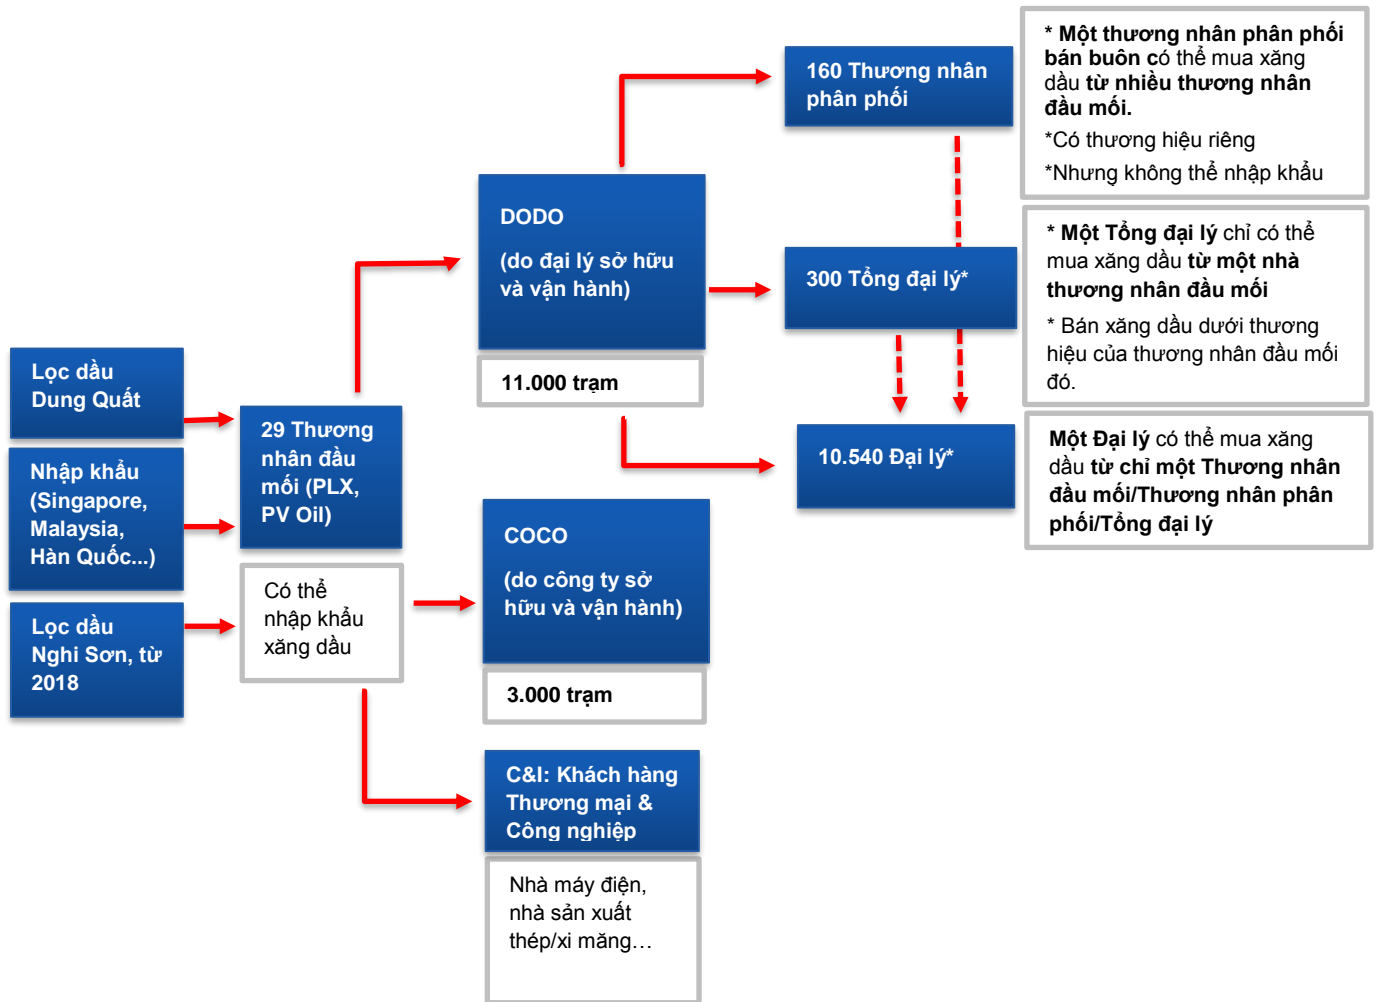 Lọc dầu
Dung Quất
Nhập khẩu
(Singapore,
Malaysia,
Hàn Quốc...)
Lọc dầu
Nghi Sơn, từ
2018
29 Thương
nhân đầu
mối (PLX,
PV Oil)
Có thể
nhập khẩu
xăng dầu
DODO
(do đại lý sở hữu
và vận hành)
11.000 trạm
COCO
(do công ty sở
hữu và vận hành)
3.000 trạm
C&I: Khách hàng
Thương mại &
Công nghiệp
Nhà máy điện,
nhà sản xuất
thép/xi măng…
160 Thương nhân
phân phối
300 Tổng đại lý*
10.540 Đại lý*
* Một thương nhân phân phối
bán buôn có thể mua xăng
dầu từ nhiều thương nhân
đầu mối.
*Có thương hiệu riêng
*Nhưng không thể nhập khẩu
* Một Tổng đại lý chỉ có thể
mua xăng dầu từ một nhà
thương nhân đầu mối
* Bán xăng dầu dưới thương
hiệu của thương nhân đầu mối
đó.
Một Đại lý có thể mua xăng
dầu từ chỉ một Thương nhân
đầu mối/Thương nhân phân
phối/Tổng đại lý